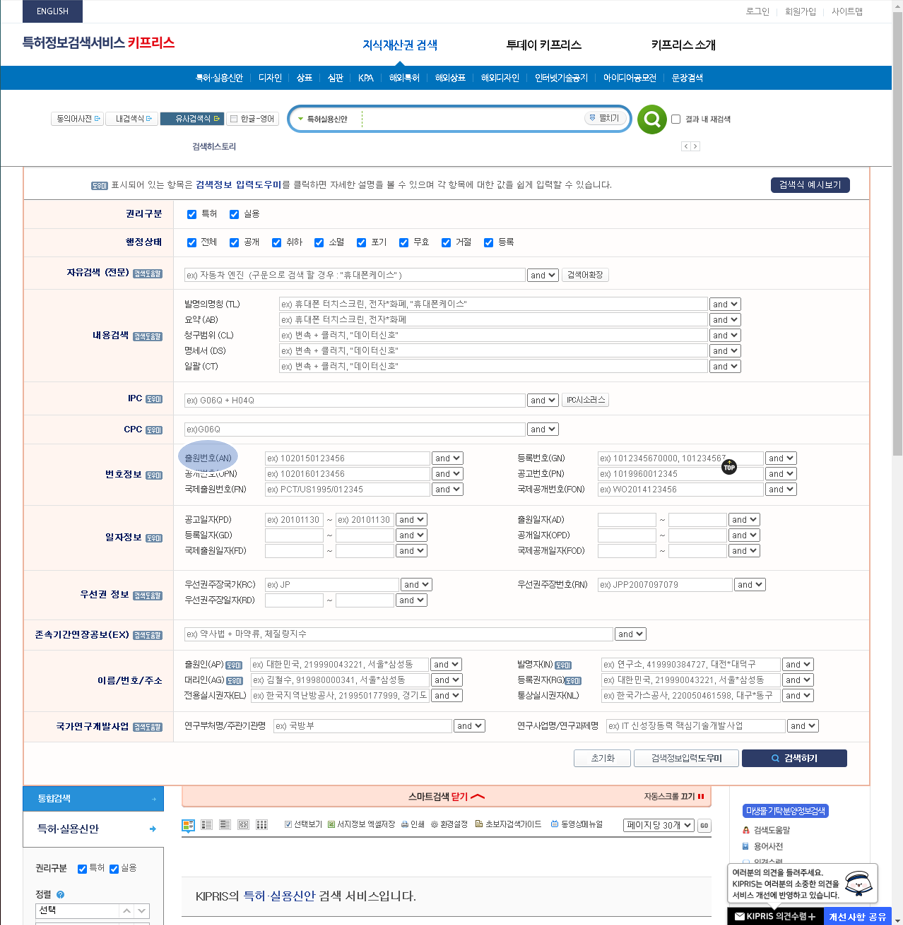 ENGLISH
로그인 회원가입 사이트맵
특허정보검색서비스 키프리스
지식재산권 검색 투데이 키프리스 키프리스 소개
특허·실용신안 디자인 상표 심판 KPA 해외특허 해외상표 해외디자인 인터넷기술공지 아이디어공모전 문장검색
동의어사전 내검색식 유사검색식 한글-영어 특허실용신안 펼치기 결과 내 재검색
검색히스토리
도우미 표시되어 있는 항목은 검색정보 입력도우미를 클릭하면 자세한 설명을 볼 수 있으며 각 항목에 대한 값을 쉽게 입력할 수 있습니다. 검색식 예시보기
권리구분 특허 실용
행정상태 전체 공개 취하 소멸 포기 무효 거절 등록
자유검색 (전문) 검색도움말 ex) 자동차 엔진 (구문으로 검색 할 경우 : "휴대폰케이스" ) and 검색어확장
발명의명칭 (TL) ex) 휴대폰 터치스크린, 전자*화폐, "휴대폰케이스" and
요약 (AB) ex) 휴대폰 터치스크린, 전자*화폐 and
내용검색 검색도움말 청구범위 (CL) ex) 변속 + 클러치, "데이터신호" and
명세서 (DS) ex) 변속 + 클러치, "데이터신호" and
일괄 (CT) ex) 변속 + 클러치, "데이터신호" and
IPC 도우미 ex) G06Q + H04Q and IPC시소러스
CPC 도우미 ex)G06Q and
출원번호(AN) ex) 1020150123456 and 등록번호(GN) ex) 1012345670000, 101234567 and
TOP
번호정보 도우미 공개번호(OPN) ex) 1020160123456 and 공고번호(PN) ex) 1019960012345 and
국제출원번호(FN) ex) PCT/US1995/012345 and 국제공개번호(FON) ex) WO2014123456 and
공고일자(PD) ex) 20101130 ~ ex) 20101130 and 출원일자(AD) ~ and
일자정보 도우미 등록일자(GD) ~ and 공개일자(OPD) ~ and
국제출원일자(FD) ~ and 국제공개일자(FOD) ~ and
우선권 정보 검색도움말 우선권주장국가(RC) ex) JP and 우선권주장번호(RN) ex) JPP2007097079 and
우선권주장일자(RD) ~ and
존속기간연장공보(EX) 검색도움말 ex) 약사법 + 마약류, 체질량지수 and
출원인(AP) 도우미 ex) 대한민국, 219990043221, 서울*삼성동 and 발명자(IN) 도우미 ex) 연구소, 419990384727, 대전*대덕구 and
이름/번호/주소 대리인(AG) 도우미 ex) 김철수, 919980000341, 서울*삼성동 and 등록권자(RG) 도우미 ex) 대한민국, 219990043221, 서울*삼성동 and
전용실시권자(EL) ex) 한국지역난방공사, 219950177999, 경기도 and 통상실시권자(NL) ex) 한국가스공사, 220050461598, 대구*동구 and
국가연구개발사업 검색도움말 연구부처명/주관기관명 ex) 국방부 and 연구사업명/연구과제명 ex) IT 신성장동력 핵심기술개발사업 and
초기화 검색정보입력도우미 검색하기
통합검색 +
스마트검색 닫기 자동스크롤 끄기
미생물·기탁·분양정보검색
특허·실용신안
선택보기 서지정보 엑셀저장 인쇄 환경설정 초보자검색가이드 동영상매뉴얼 페이지당 30개 GO
검색도움말
용어사전
의견수렴
권리구분 특허 실용
정렬
선택
KIPRIS의 특허·실용신안 검색 서비스입니다.
여러분의 의견을 들려주세요.
KIPRIS는 여러분의 소중한 의견을
서비스 개선에 반영하고 있습니다.
KIPRIS 의견수렴+ 개선사항 공유